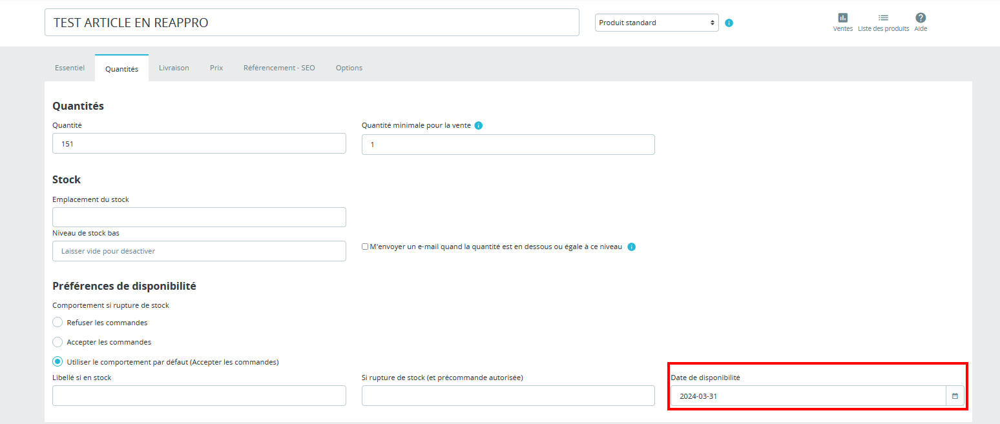 TEST ARTICLE EN REAPPRO
Produit standard
Ventes
Liste des produits
Aide
Essentiel
Quantités
Livraison
Prix
Référencement - SEO
Options
Quantités
Quantité
Quantité minimale pour la vente
151
1
Stock
Emplacement du stock
Niveau de stock bas
Laisser vide pour désactiver
M'envoyer un e-mail quand la quantité est en dessous ou égale à ce niveau
Préférences de disponibilité
Comportement si rupture de stock
Refuser les commandes
Accepter les commandes
Utiliser le comportement par défaut (Accepter les commandes)
Libellé si en stock
Si rupture de stock (et précommande autorisée)
Date de disponibilité
2024-03-31